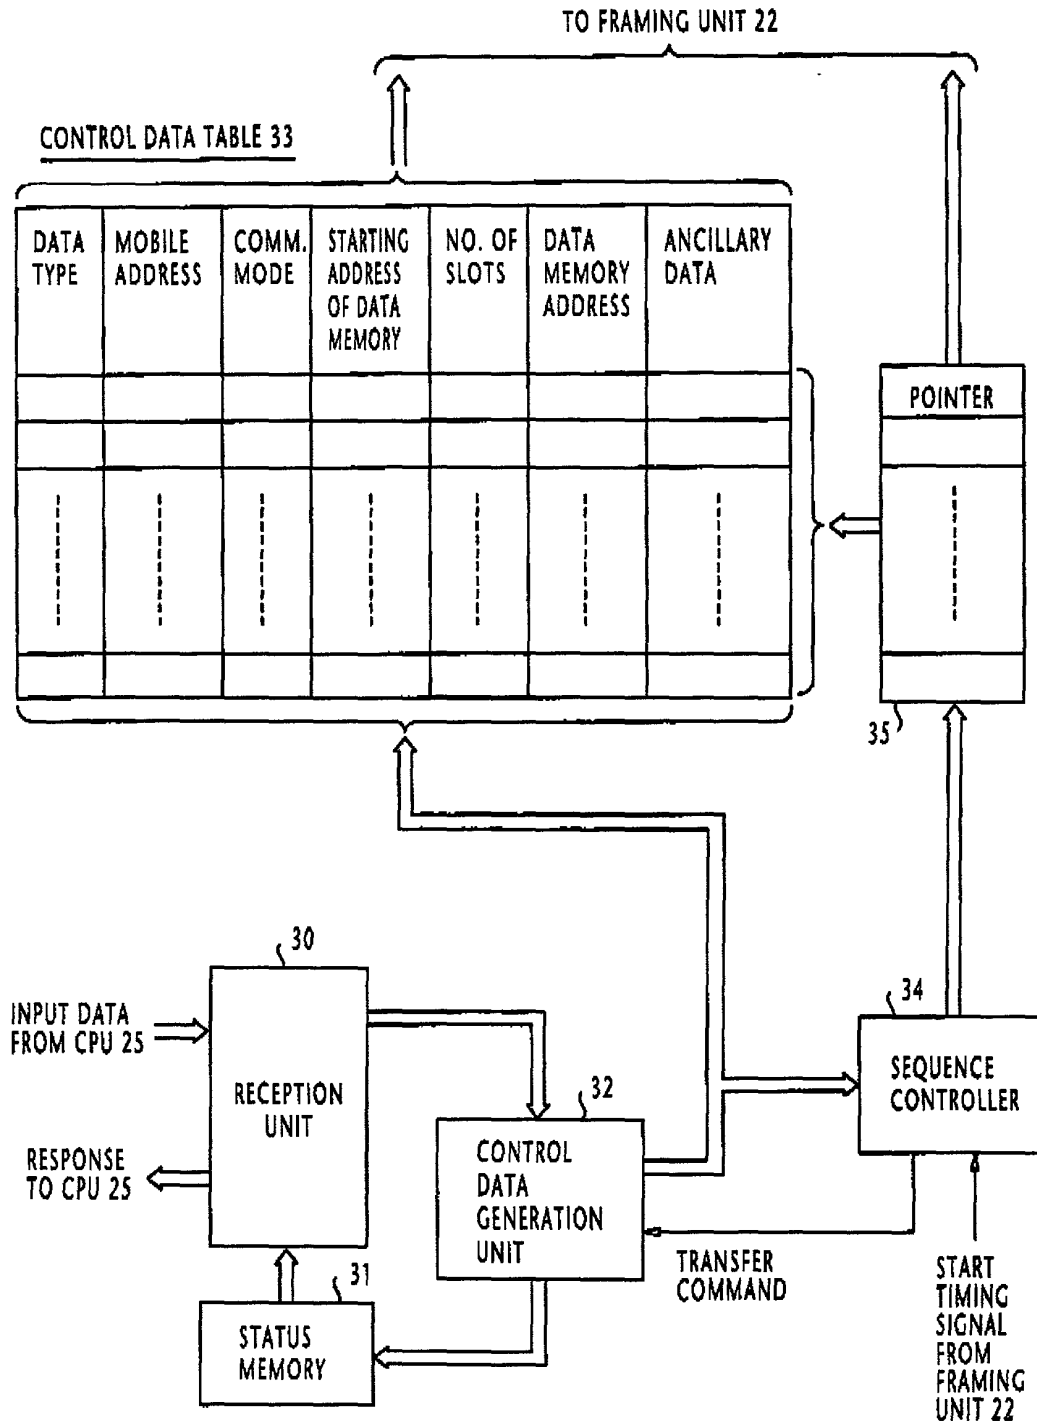 TO FRAMING UNIT 22
CONTROL DATA TABLE 33
DATA
TYPE
MOBILE
ADDRESS
COMM.
MODE
STARTING
ADDRESS
OF DATA
MEMORY
NO. OF
SLOTS
DATA
MEMORY
ADDRESS
ANCILLARY
DATA
POINTER
35
30
INPUT DATA
FROM CPU 25
RECEPTION
UNIT
RESPONSE
TO CPU 25
34
SEQUENCE
CONTROLLER
32
CONTROL
DATA
GENERATION
UNIT
TRANSFER
COMMAND
31
STATUS
MEMORY
START
TIMING
SIGNAL
FROM
FRAMING
UNIT 22